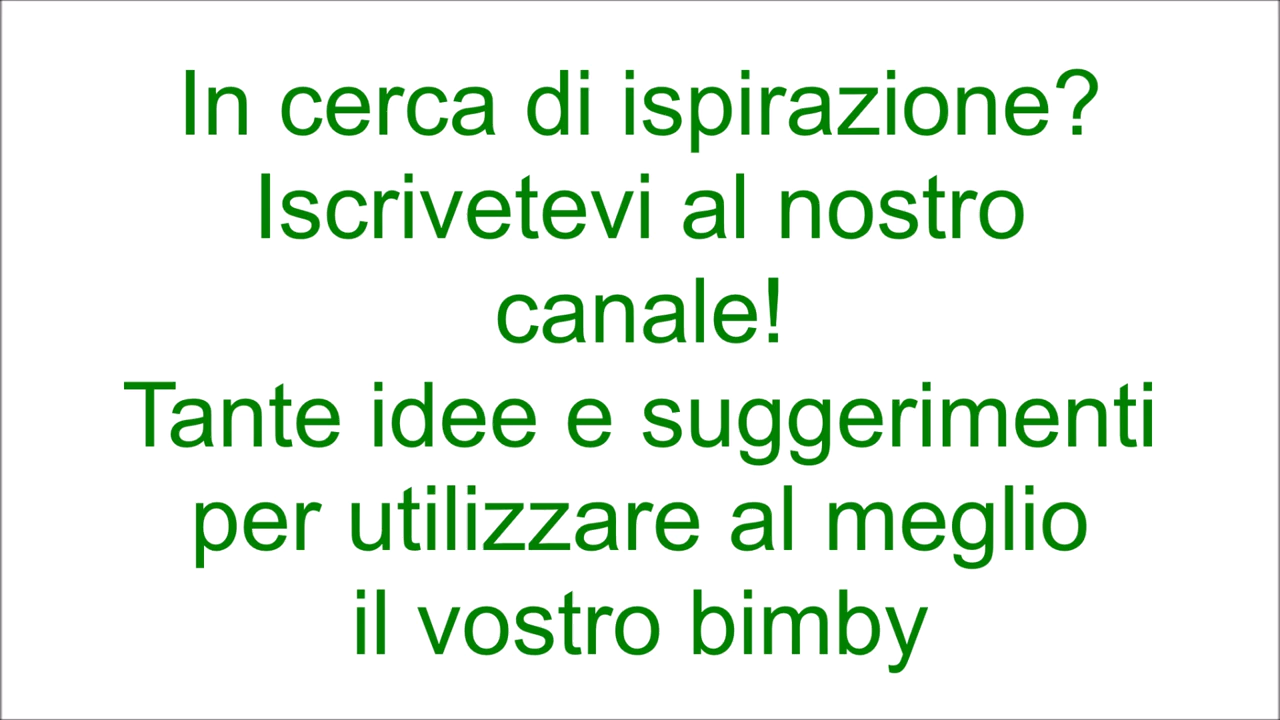 In cerca di ispirazione?
Iscrivetevi al nostro
canale!
Tante idee e suggerimenti
per utilizzare al meglio
il vostro bimby